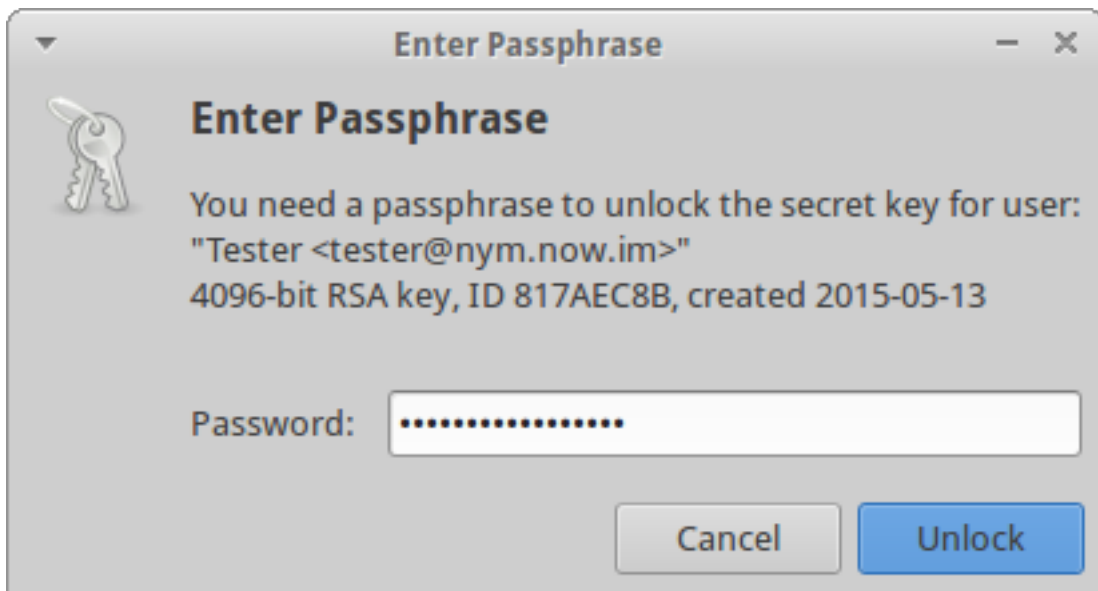 Enter Passphrase
Enter Passphrase
You need a passphrase to unlock the secret key for user:
"Tester <tester@nym.now.im>"
4096-bit RSA key, ID 817AEC8B, created 2015-05-13
Password: •••••••••••••••••
Cancel Unlock